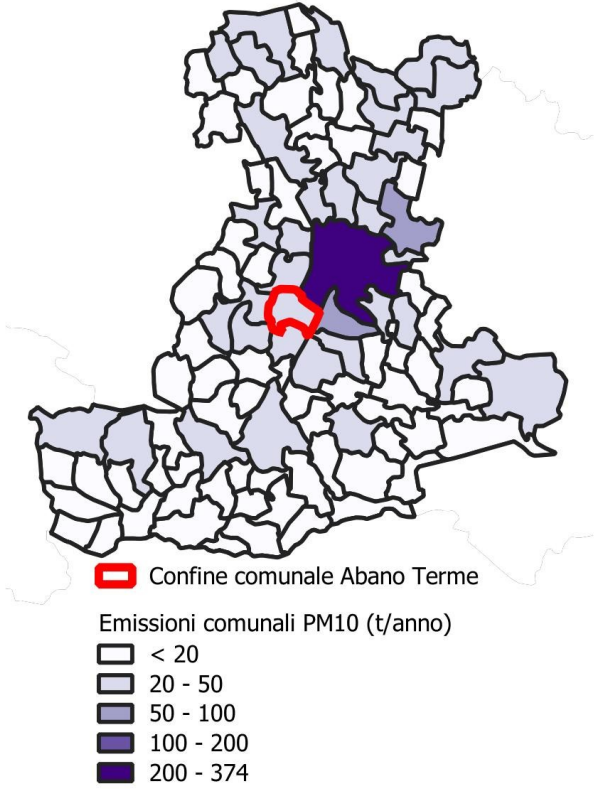 Confine comunale Abano Terme
Emissioni comunali PM10 (t/anno)
< 20
20 - 50
50 - 100
100 - 200
200 - 374